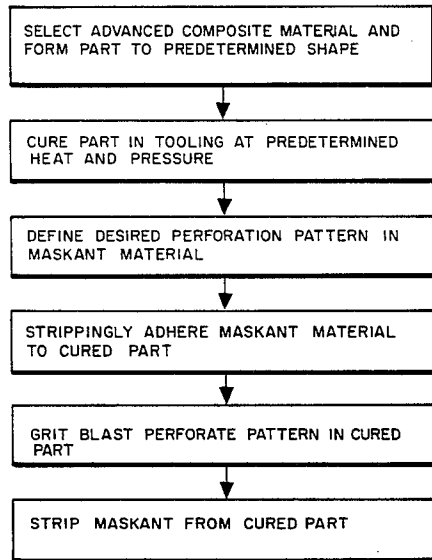 SELECT ADVANCED COMPOSITE MATERIAL AND
FORM PART TO PREDETERMINED SHAPE
CURE PART IN TOOLING AT PREDETERMINED
HEAT AND PRESSURE
DEFINE DESIRED PERFORATION PATTERN IN
MASKANT MATERIAL
STRIPPINGLY ADHERE MASKANT MATERIAL
TO CURED PART
GRIT BLAST PERFORATE PATTERN IN CURED
PART
STRIP MASKANT FROM CURED PART